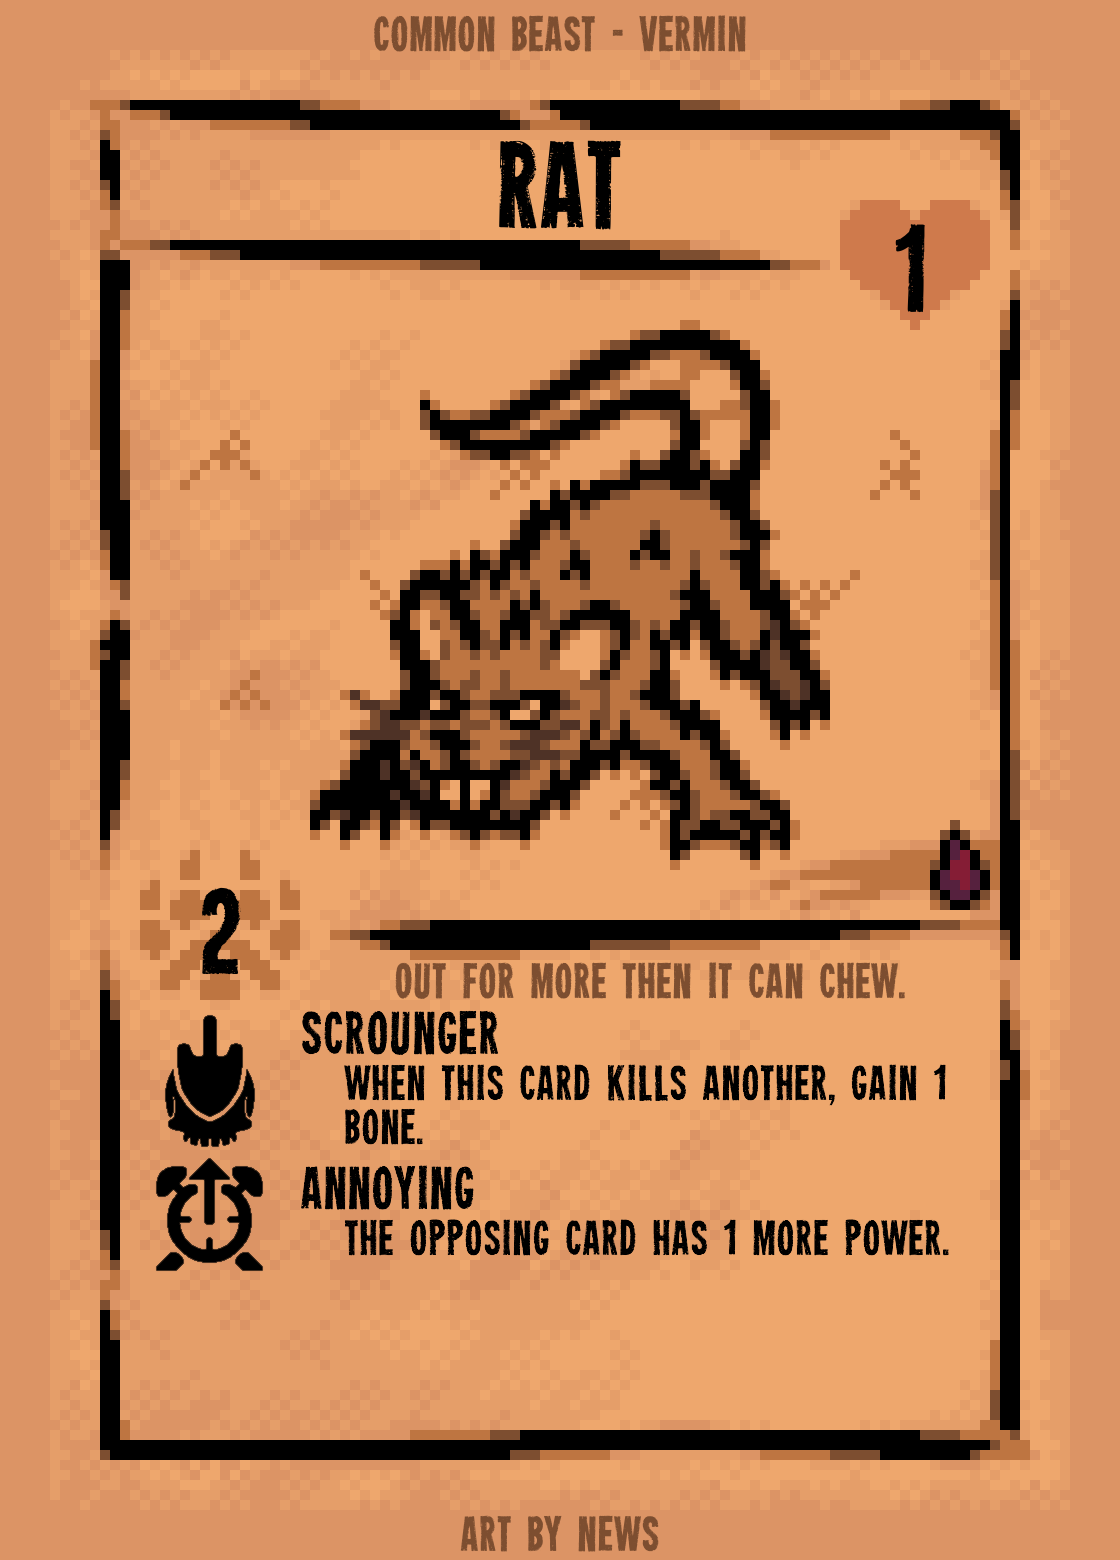 COMMON BEAST - VERMIN
RAT
1
2
OUT FOR MORE THEN IT CAN CHEW.
SCROUNGER
WHEN THIS CARD KILLS ANOTHER, GAIN 1
BONE.
ANNOYING
THE OPPOSING CARD HAS 1 MORE POWER.
ART BY NEWS